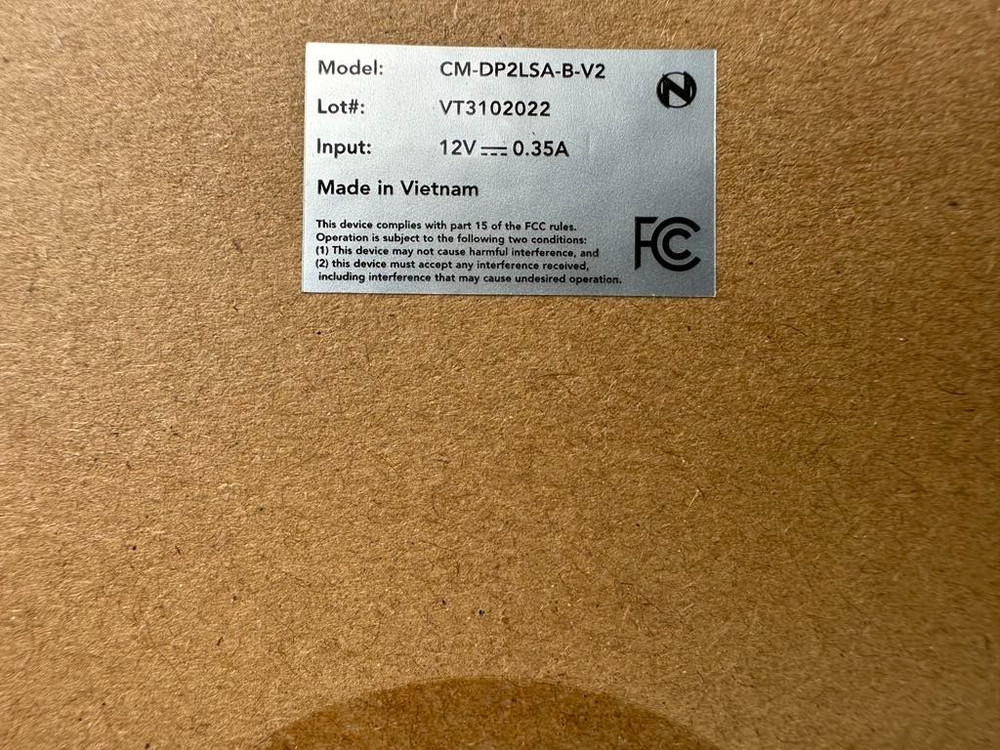 Model: CM-DP2LSA-B-V2
Lot#: VT3102022
Input: 12V ⎓ 0.35A
Made in Vietnam
This device complies with part 15 of the FCC rules.
Operation is subject to the following two conditions:
(1) This device may not cause harmful interference, and
(2) this device must accept any interference received,
including interference that may cause undesired operation.
N
FC